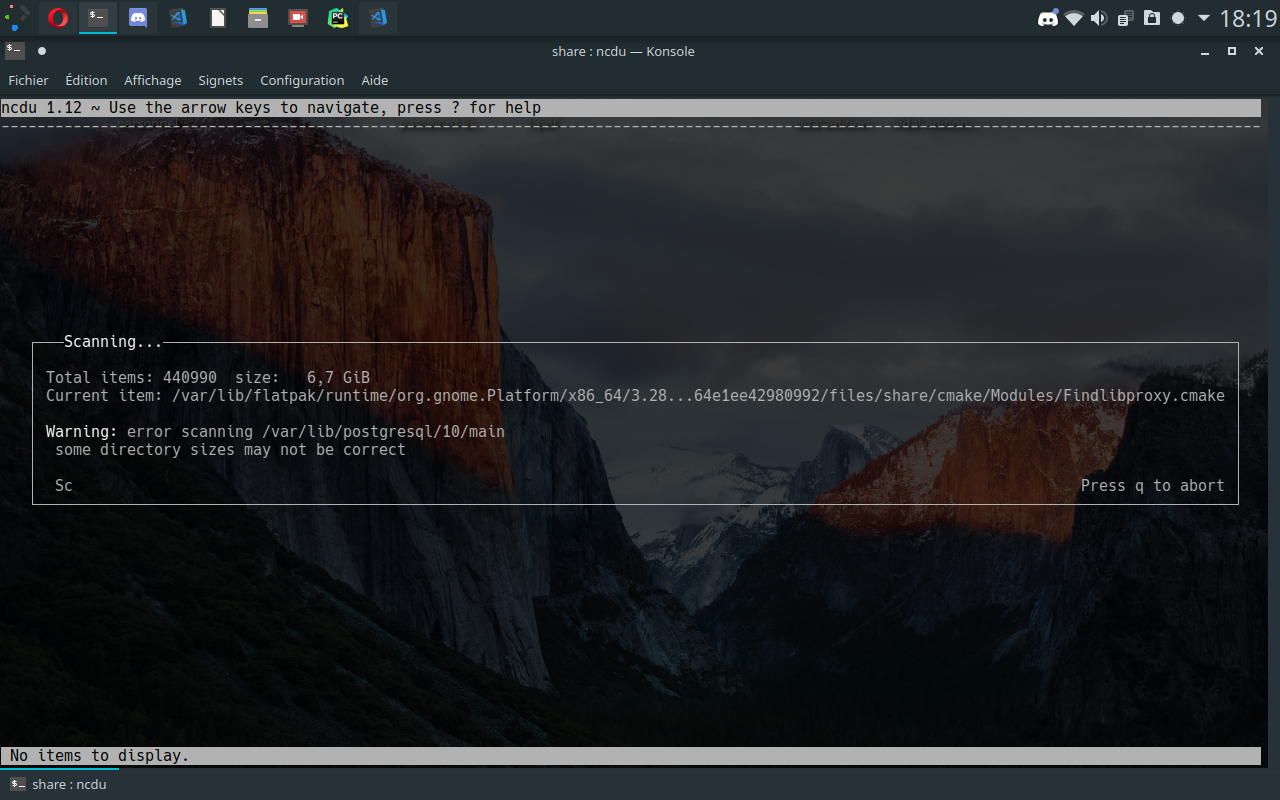 $-
PC
18:19
$-
share : ncdu — Konsole
Fichier Édition Affichage Signets Configuration Aide
ncdu 1.12 ~ Use the arrow keys to navigate, press ? for help
Scanning...
Total items: 440990 size: 6,7 GiB
Current item: /var/lib/flatpak/runtime/org.gnome.Platform/x86_64/3.28...64e1ee42980992/files/share/cmake/Modules/Findlibproxy.cmake
Warning: error scanning /var/lib/postgresql/10/main
some directory sizes may not be correct
Sc Press q to abort
No items to display.
$- share : ncdu